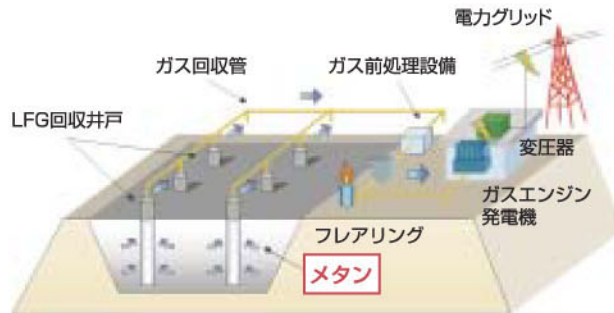 電力グリッド
ガス回収管
ガス前処理設備
LFG回収井戸
変圧器
ガスエンジン
発電機
フレアリング
メタン